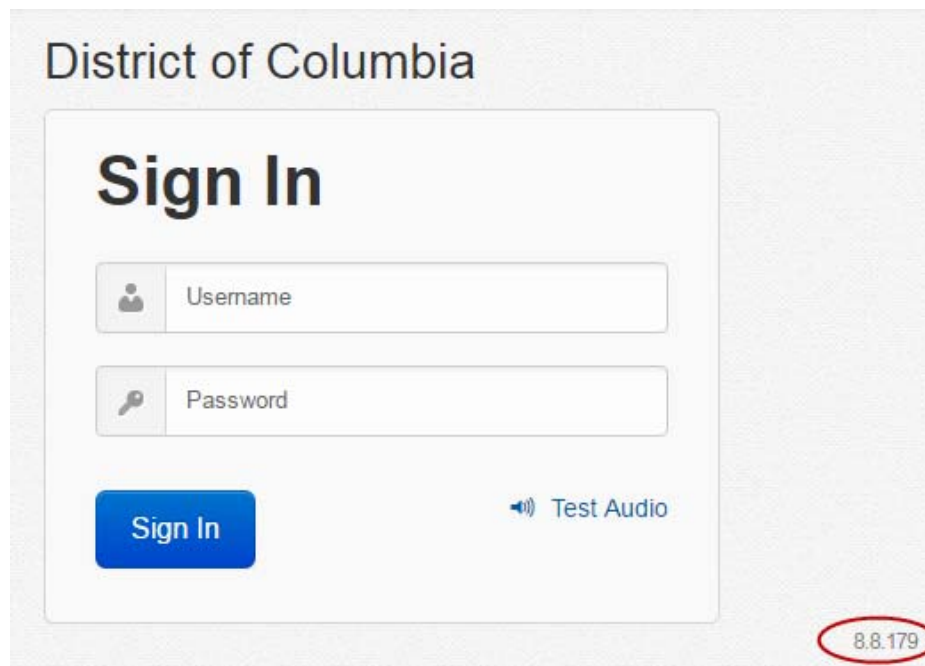 District of Columbia
Sign In
Username
Password
Sign In
Test Audio
8.8.179